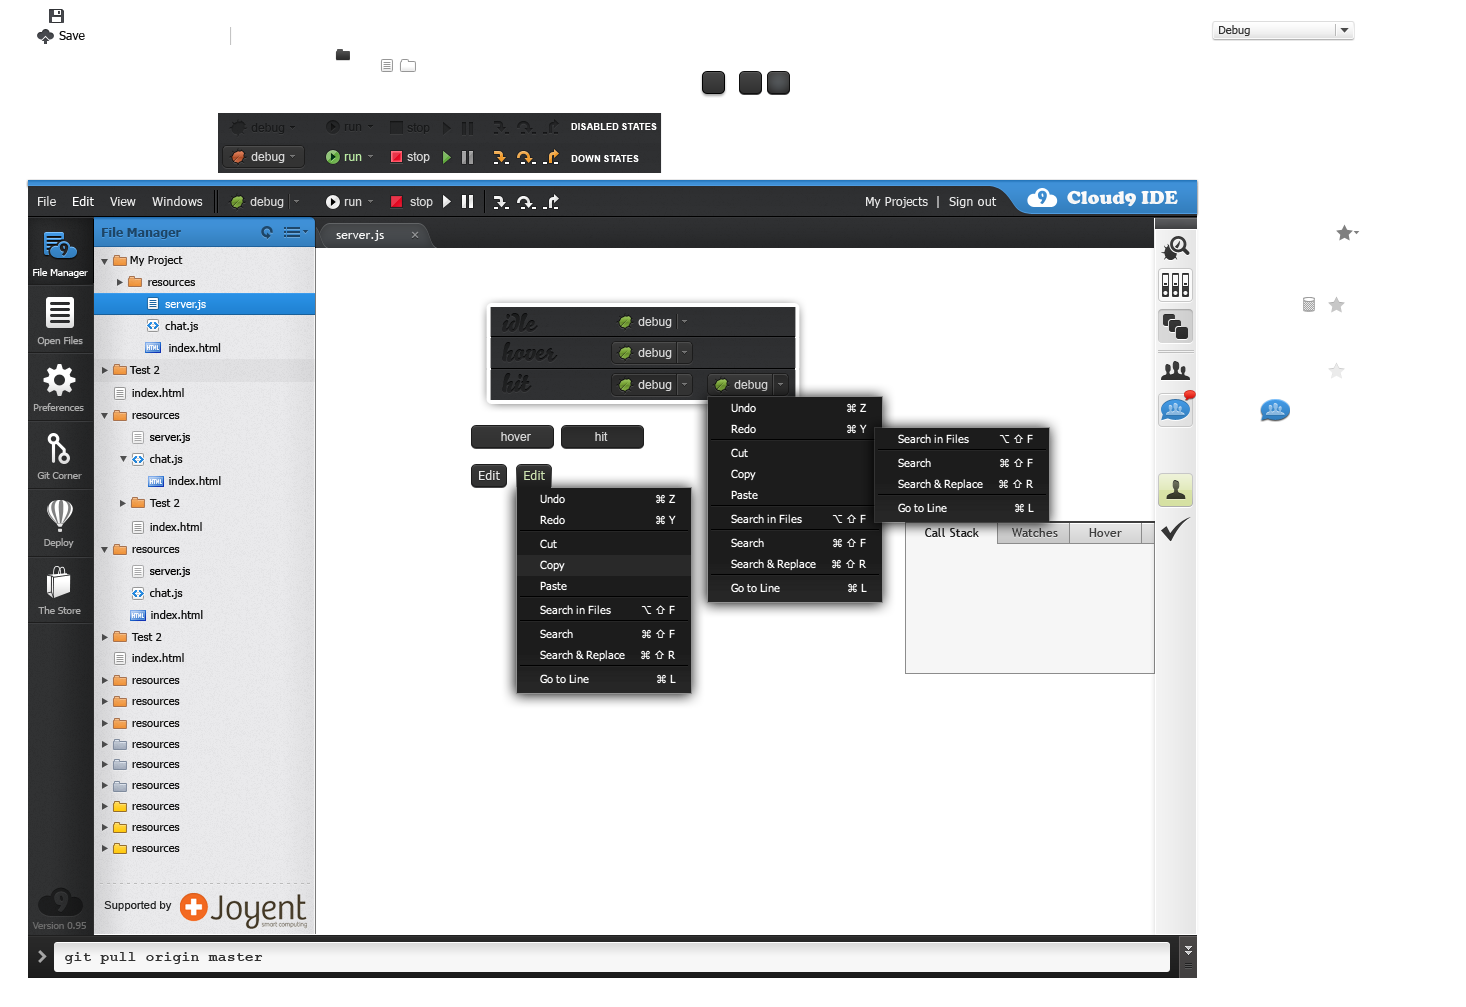 Save
Debug
debug run stop DISABLED STATES
debug run stop DOWN STATES
File Edit View Windows debug run stop My Projects | Sign out Cloud9 IDE
File Manager
server.js
File Manager
Open Files
Preferences
Git Corner
Deploy
The Store
9
Version 0.95
My Project
resources
server.js
chat.js
HTML index.html
Test 2
index.html
resources
server.js
chat.js
HTML index.html
Test 2
index.html
resources
server.js
chat.js
HTML index.html
Test 2
index.html
resources
resources
resources
resources
resources
resources
resources
resources
resources
Supported by Joyent
smart computing
idle debug
hover debug
hit debug debug
hover hit
Edit Edit
Undo ⌘ Z
Redo ⌘ Y
Cut
Copy
Paste
Search in Files ⌥ ⇧ F
Search ⌘ ⇧ F
Search & Replace ⌘ ⇧ R
Go to Line ⌘ L
Undo ⌘ Z
Redo ⌘ Y
Cut
Copy
Paste
Search in Files ⌥ ⇧ F
Search ⌘ ⇧ F
Search & Replace ⌘ ⇧ R
Go to Line ⌘ L
Search in Files ⌥ ⇧ F
Search ⌘ ⇧ F
Search & Replace ⌘ ⇧ R
Go to Line ⌘ L
Call Stack Watches Hover
git pull origin master